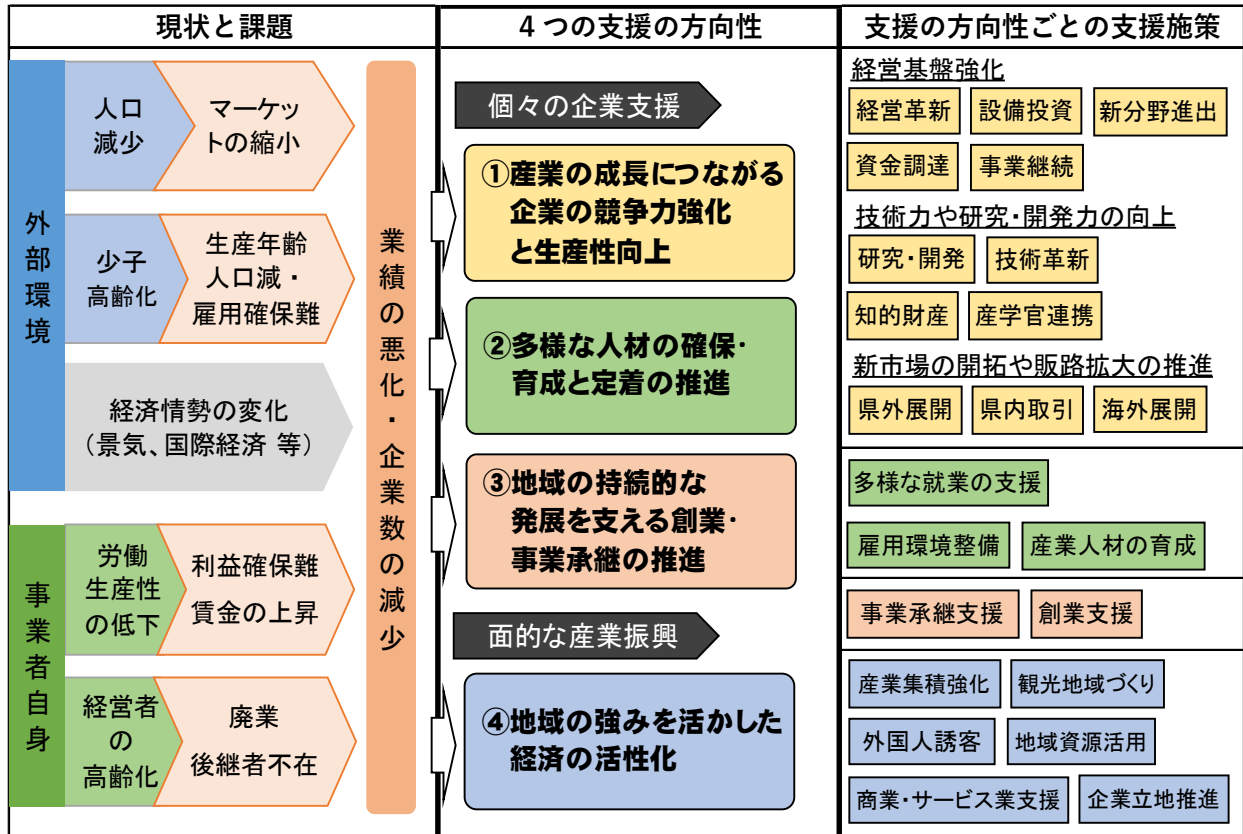 現状と課題
外部環境
人口
減少
マーケッ
トの縮小
少子
高齢化
生産年齢
人口減・
雇用確保難
経済情勢の変化
(景気、国際経済 等)
事業者自身
労働
生産性
の低下
利益確保難
賃金の上昇
経営者
の
高齢化
廃業
後継者不在
業績の悪化・企業数の減少
4つの支援の方向性
個々の企業支援
①産業の成長につながる
企業の競争力強化
と生産性向上
②多様な人材の確保・
育成と定着の推進
③地域の持続的な
発展を支える創業・
事業承継の推進
面的な産業振興
④地域の強みを活かした
経済の活性化
支援の方向性ごとの支援施策
経営基盤強化
経営革新 設備投資 新分野進出
資金調達 事業継続
技術力や研究・開発力の向上
研究・開発 技術革新
知的財産 産学官連携
新市場の開拓や販路拡大の推進
県外展開 県内取引 海外展開
多様な就業の支援
雇用環境整備 産業人材の育成
事業承継支援 創業支援
産業集積強化 観光地域づくり
外国人誘客 地域資源活用
商業・サービス業支援 企業立地推進